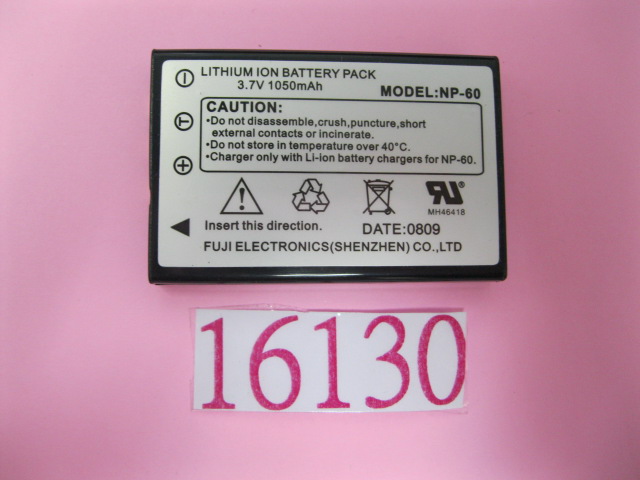 LITHIUM ION BATTERY PACK
3.7V 1050mAh
MODEL:NP-60
CAUTION:
•Do not disassemble,crush,puncture,short
external contacts or incinerate.
•Do not store in temperature over 40°C.
•Charger only with Li-ion battery chargers for NP-60.
MH46418
Insert this direction.
DATE:0809
FUJI ELECTRONICS(SHENZHEN) CO.,LTD
16130